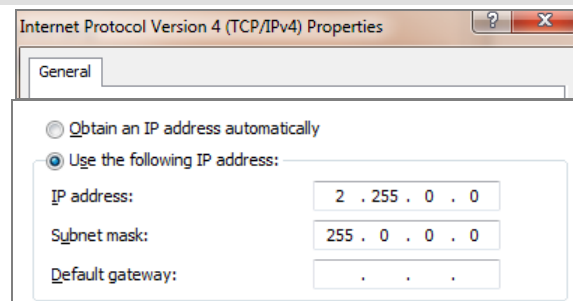 Internet Protocol Version 4 (TCP/IPv4) Properties ? X
General
Obtain an IP address automatically
Use the following IP address:
IP address: 2 . 255 . 0 . 0
Subnet mask: 255 . 0 . 0 . 0
Default gateway: . . .